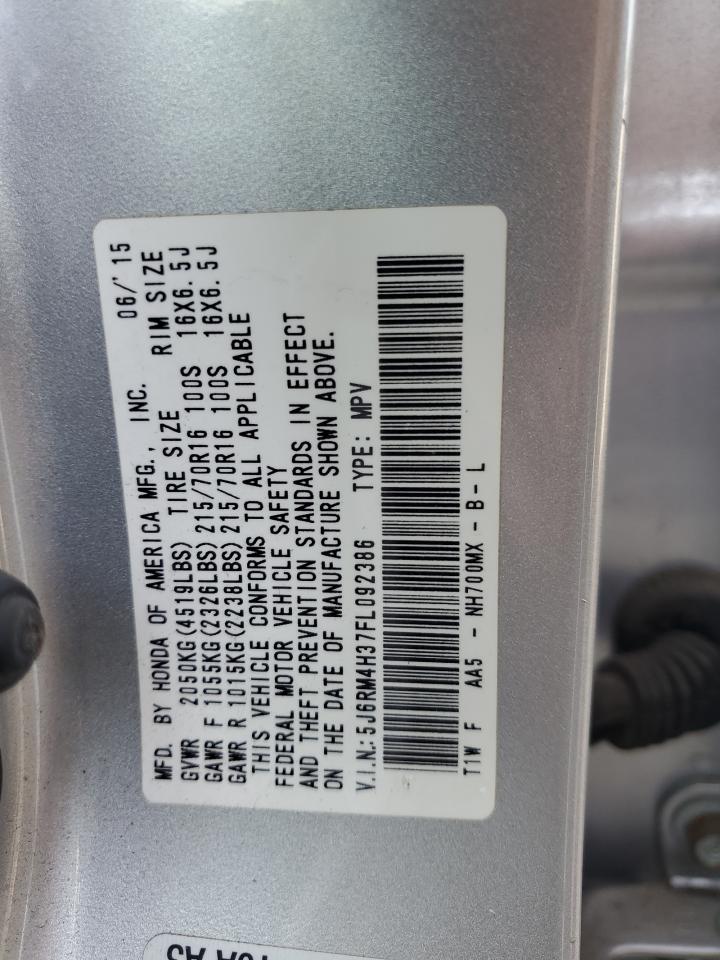 MFD. BY HONDA OF AMERICA MFG., INC. 06/'15
GVWR 2050KG(4519LBS) TIRE SIZE RIM SIZE
GAWR F 1055KG(2326LBS) 215/70R16 100S 16X6.5J
GAWR R 1015KG(2238LBS) 215/70R16 100S 16X6.5J
THIS VEHICLE CONFORMS TO ALL APPLICABLE
FEDERAL MOTOR VEHICLE SAFETY
AND THEFT PREVENTION STANDARDS IN EFFECT
ON THE DATE OF MANUFACTURE SHOWN ABOVE.
V.I.N.: 5J6RM4H37FL092386 TYPE: MPV
T1W F AA5 - NH700MX - B - L